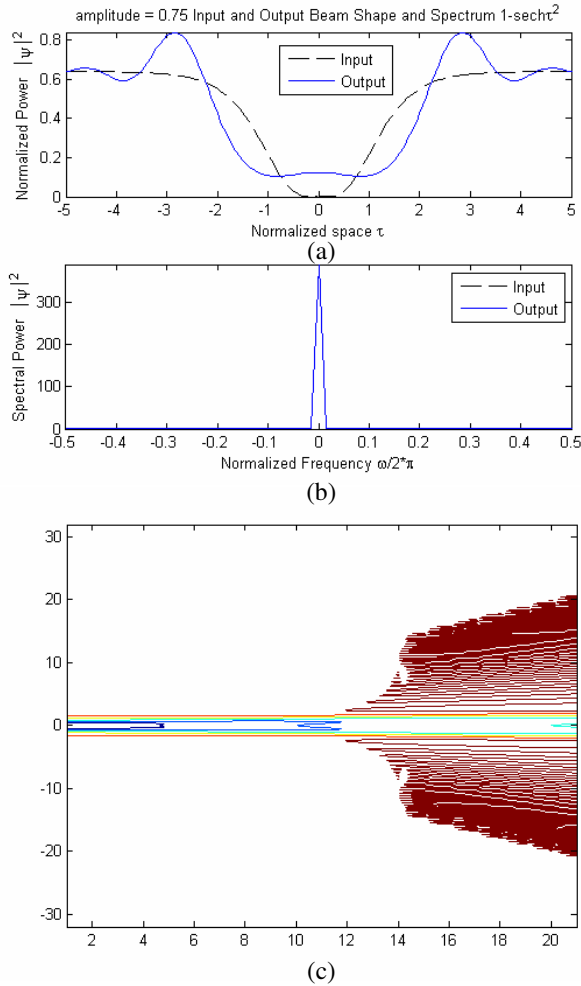 amplitude = 0.75 Input and Output Beam Shape and Spectrum 1-sechτ²
Normalized Power |ψ|²
0.8
0.6
0.4
0.2
0
Input
Output
-5 -4 -3 -2 -1 0 1 2 3 4 5
Normalized space τ
(a)
Spectral Power |ψ|²
300
200
100
0
Input
Output
-0.5 -0.4 -0.3 -0.2 -0.1 0 0.1 0.2 0.3 0.4 0.5
Normalized Frequency ω/2*π
(b)
30
20
10
0
-10
-20
-30
2 4 6 8 10 12 14 16 18 20
(c)